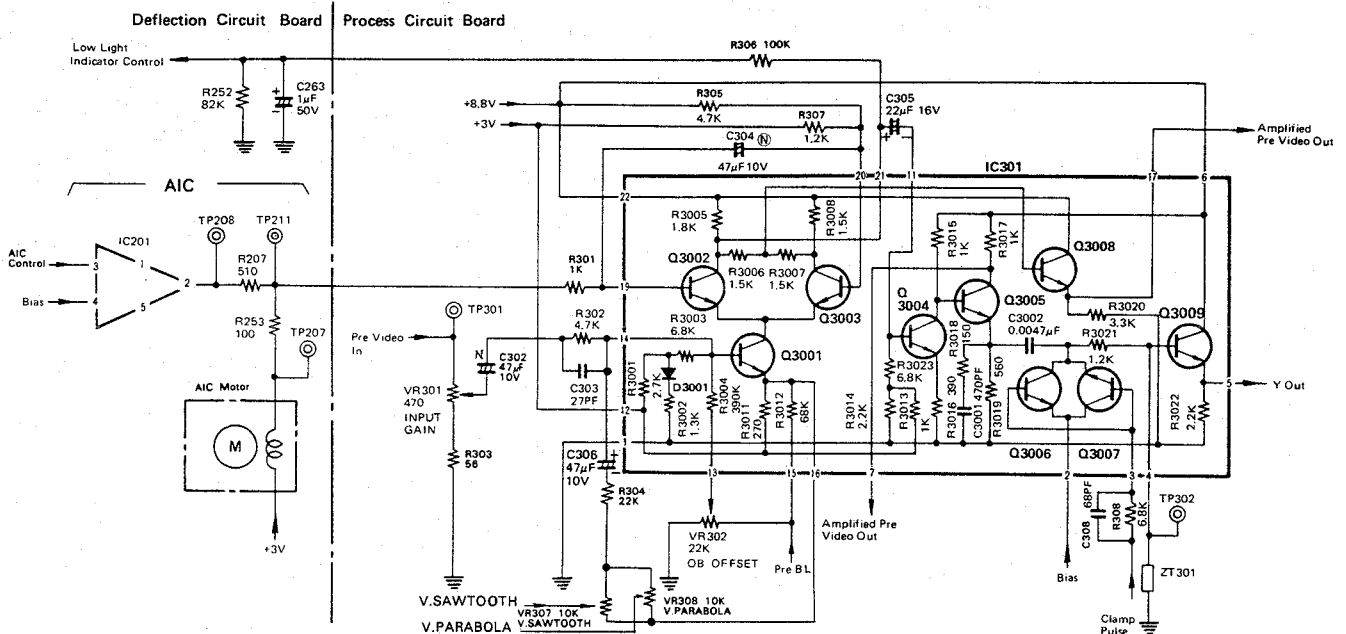 Deflection Circuit Board
Process Circuit Board
Low Light
Indicator Control
R252
82K
C263
1µF
50V
+
-
R306 100K
+8.8V
+3V
R305
4.7K
R307
1.2K
C304
N
47µF10V
C305
22µF 16V
+
-
Amplified
Pre Video Out
AIC
TP208
TP211
IC201
AIC
Control
Bias
3
4
1
5
2
R207
510
R253
100
TP207
AIC Motor
M
+3V
R301
1K
19
TP301
Pre Video
In
VR301
470
INPUT
GAIN
R303
56
N
C302
47µF
10V
R302
4.7K
C303
27PF
14
12
1
22
20
21
11
IC301
17
6
R3005
1.8K
R3008
1.5K
Q3002
R3006
1.5K
R3007
1.5K
Q3003
R3003
6.8K
Q3001
R3001
2.7K
D3001
R3002
1.3K
R3004
390K
R3011
270
R3012
68K
R3015
1K
R3017
1K
Q
3004
Q3005
R3018
150
R3023
6.8K
R3014
2.2K
R3013
1K
R3016
390
C3001
470PF
R3019
560
Q3008
C3002
0.0047µF
R3020
3.3K
R3021
1.2K
Q3009
Q3006
Q3007
R3022
2.2K
5
Y Out
C306
47µF
10V
+
-
R304
22K
13
15
16
7
2
3
4
VR302
22K
OB OFFSET
Pre BL
Amplified Pre
Video Out
Bias
C308
68PF
R308
6.8K
TP302
ZT301
Clamp
Pulse
V.SAWTOOTH
VR307 10K
V.SAWTOOTH
VR308 10K
V.PARABOLA
V.PARABOLA